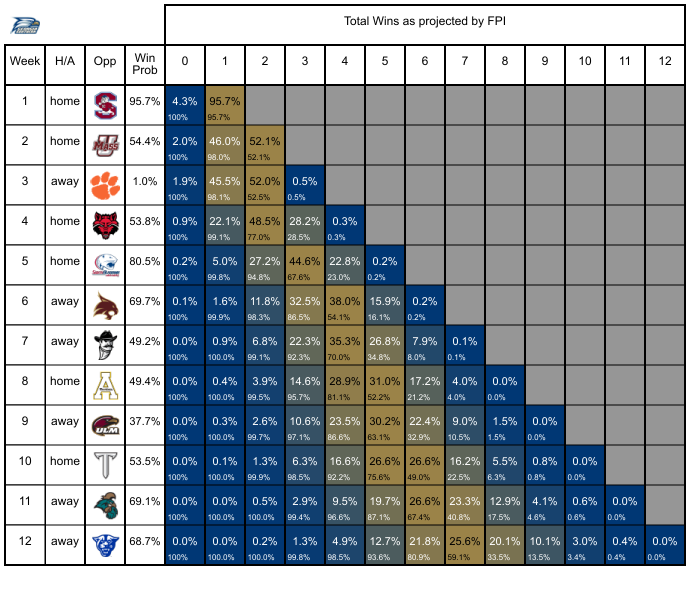 Total Wins as projected by FPI
Week H/A Opp Win Prob 0 1 2 3 4 5 6 7 8 9 10 11 12
1 home S 95.7% 4.3% 95.7%
100% 95.7%
2 home U MASS 54.4% 2.0% 46.0% 52.1%
100% 98.0% 52.1%
3 away 1.0% 1.9% 45.5% 52.0% 0.5%
100% 98.1% 52.5% 0.5%
4 home 53.8% 0.9% 22.1% 48.5% 28.2% 0.3%
100% 99.1% 77.0% 28.5% 0.3%
5 home 80.5% 0.2% 5.0% 27.2% 44.6% 22.8% 0.2%
100% 99.8% 94.8% 67.6% 23.0% 0.2%
6 away 69.7% 0.1% 1.6% 11.8% 32.5% 38.0% 15.9% 0.2%
100% 99.9% 98.3% 86.5% 54.1% 16.1% 0.2%
7 away 49.2% 0.0% 0.9% 6.8% 22.3% 35.3% 26.8% 7.9% 0.1%
100% 100.0% 99.1% 92.3% 70.0% 34.8% 8.0% 0.1%
8 home A 49.4% 0.0% 0.4% 3.9% 14.6% 28.9% 31.0% 17.2% 4.0% 0.0%
100% 100.0% 99.5% 95.7% 81.1% 52.2% 21.2% 4.0% 0.0%
9 away ULM 37.7% 0.0% 0.3% 2.6% 10.6% 23.5% 30.2% 22.4% 9.0% 1.5% 0.0%
100% 100.0% 99.7% 97.1% 86.6% 63.1% 32.9% 10.5% 1.5% 0.0%
10 home T 53.5% 0.0% 0.1% 1.3% 6.3% 16.6% 26.6% 26.6% 16.2% 5.5% 0.8% 0.0%
100% 100.0% 99.9% 98.5% 92.2% 75.6% 49.0% 22.5% 6.3% 0.8% 0.0%
11 away 69.1% 0.0% 0.0% 0.5% 2.9% 9.5% 19.7% 26.6% 23.3% 12.9% 4.1% 0.6% 0.0%
100% 100.0% 100.0% 99.4% 96.6% 87.1% 67.4% 40.8% 17.5% 4.6% 0.6% 0.0%
12 away 68.7% 0.0% 0.0% 0.2% 1.3% 4.9% 12.7% 21.8% 25.6% 20.1% 10.1% 3.0% 0.4% 0.0%
100% 100.0% 100.0% 99.8% 98.5% 93.6% 80.9% 59.1% 33.5% 13.5% 3.4% 0.4% 0.0%